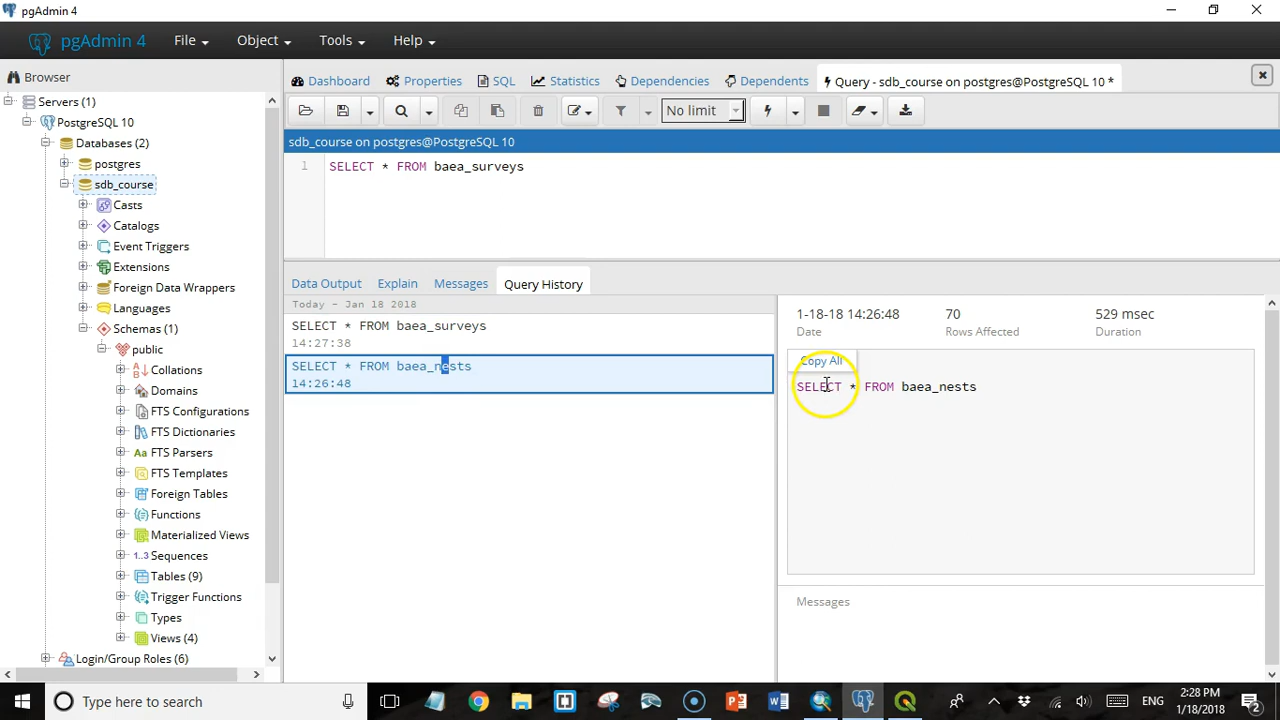 pgAdmin 4
pgAdmin 4 File Object Tools Help
Browser
Servers (1)
PostgreSQL 10
Databases (2)
postgres
sdb_course
Casts
Catalogs
Event Triggers
Extensions
Foreign Data Wrappers
Languages
Schemas (1)
public
Collations
Domains
FTS Configurations
FTS Dictionaries
Aa FTS Parsers
FTS Templates
Foreign Tables
Functions
Materialized Views
1..3 Sequences
Tables (9)
Trigger Functions
Types
Views (4)
Login/Group Roles (6)
Dashboard Properties SQL Statistics Dependencies Dependents Query - sdb_course on postgres@PostgreSQL 10 *
No limit
sdb_course on postgres@PostgreSQL 10
1 SELECT * FROM baea_surveys
Data Output Explain Messages Query History
Today - Jan 18 2018
SELECT * FROM baea_surveys
14:27:38
SELECT * FROM baea_nests
14:26:48
1-18-18 14:26:48 70 529 msec
Date Rows Affected Duration
Copy All
SELECT * FROM baea_nests
Messages
Type here to search
ENG
2:28 PM
1/18/2018
2